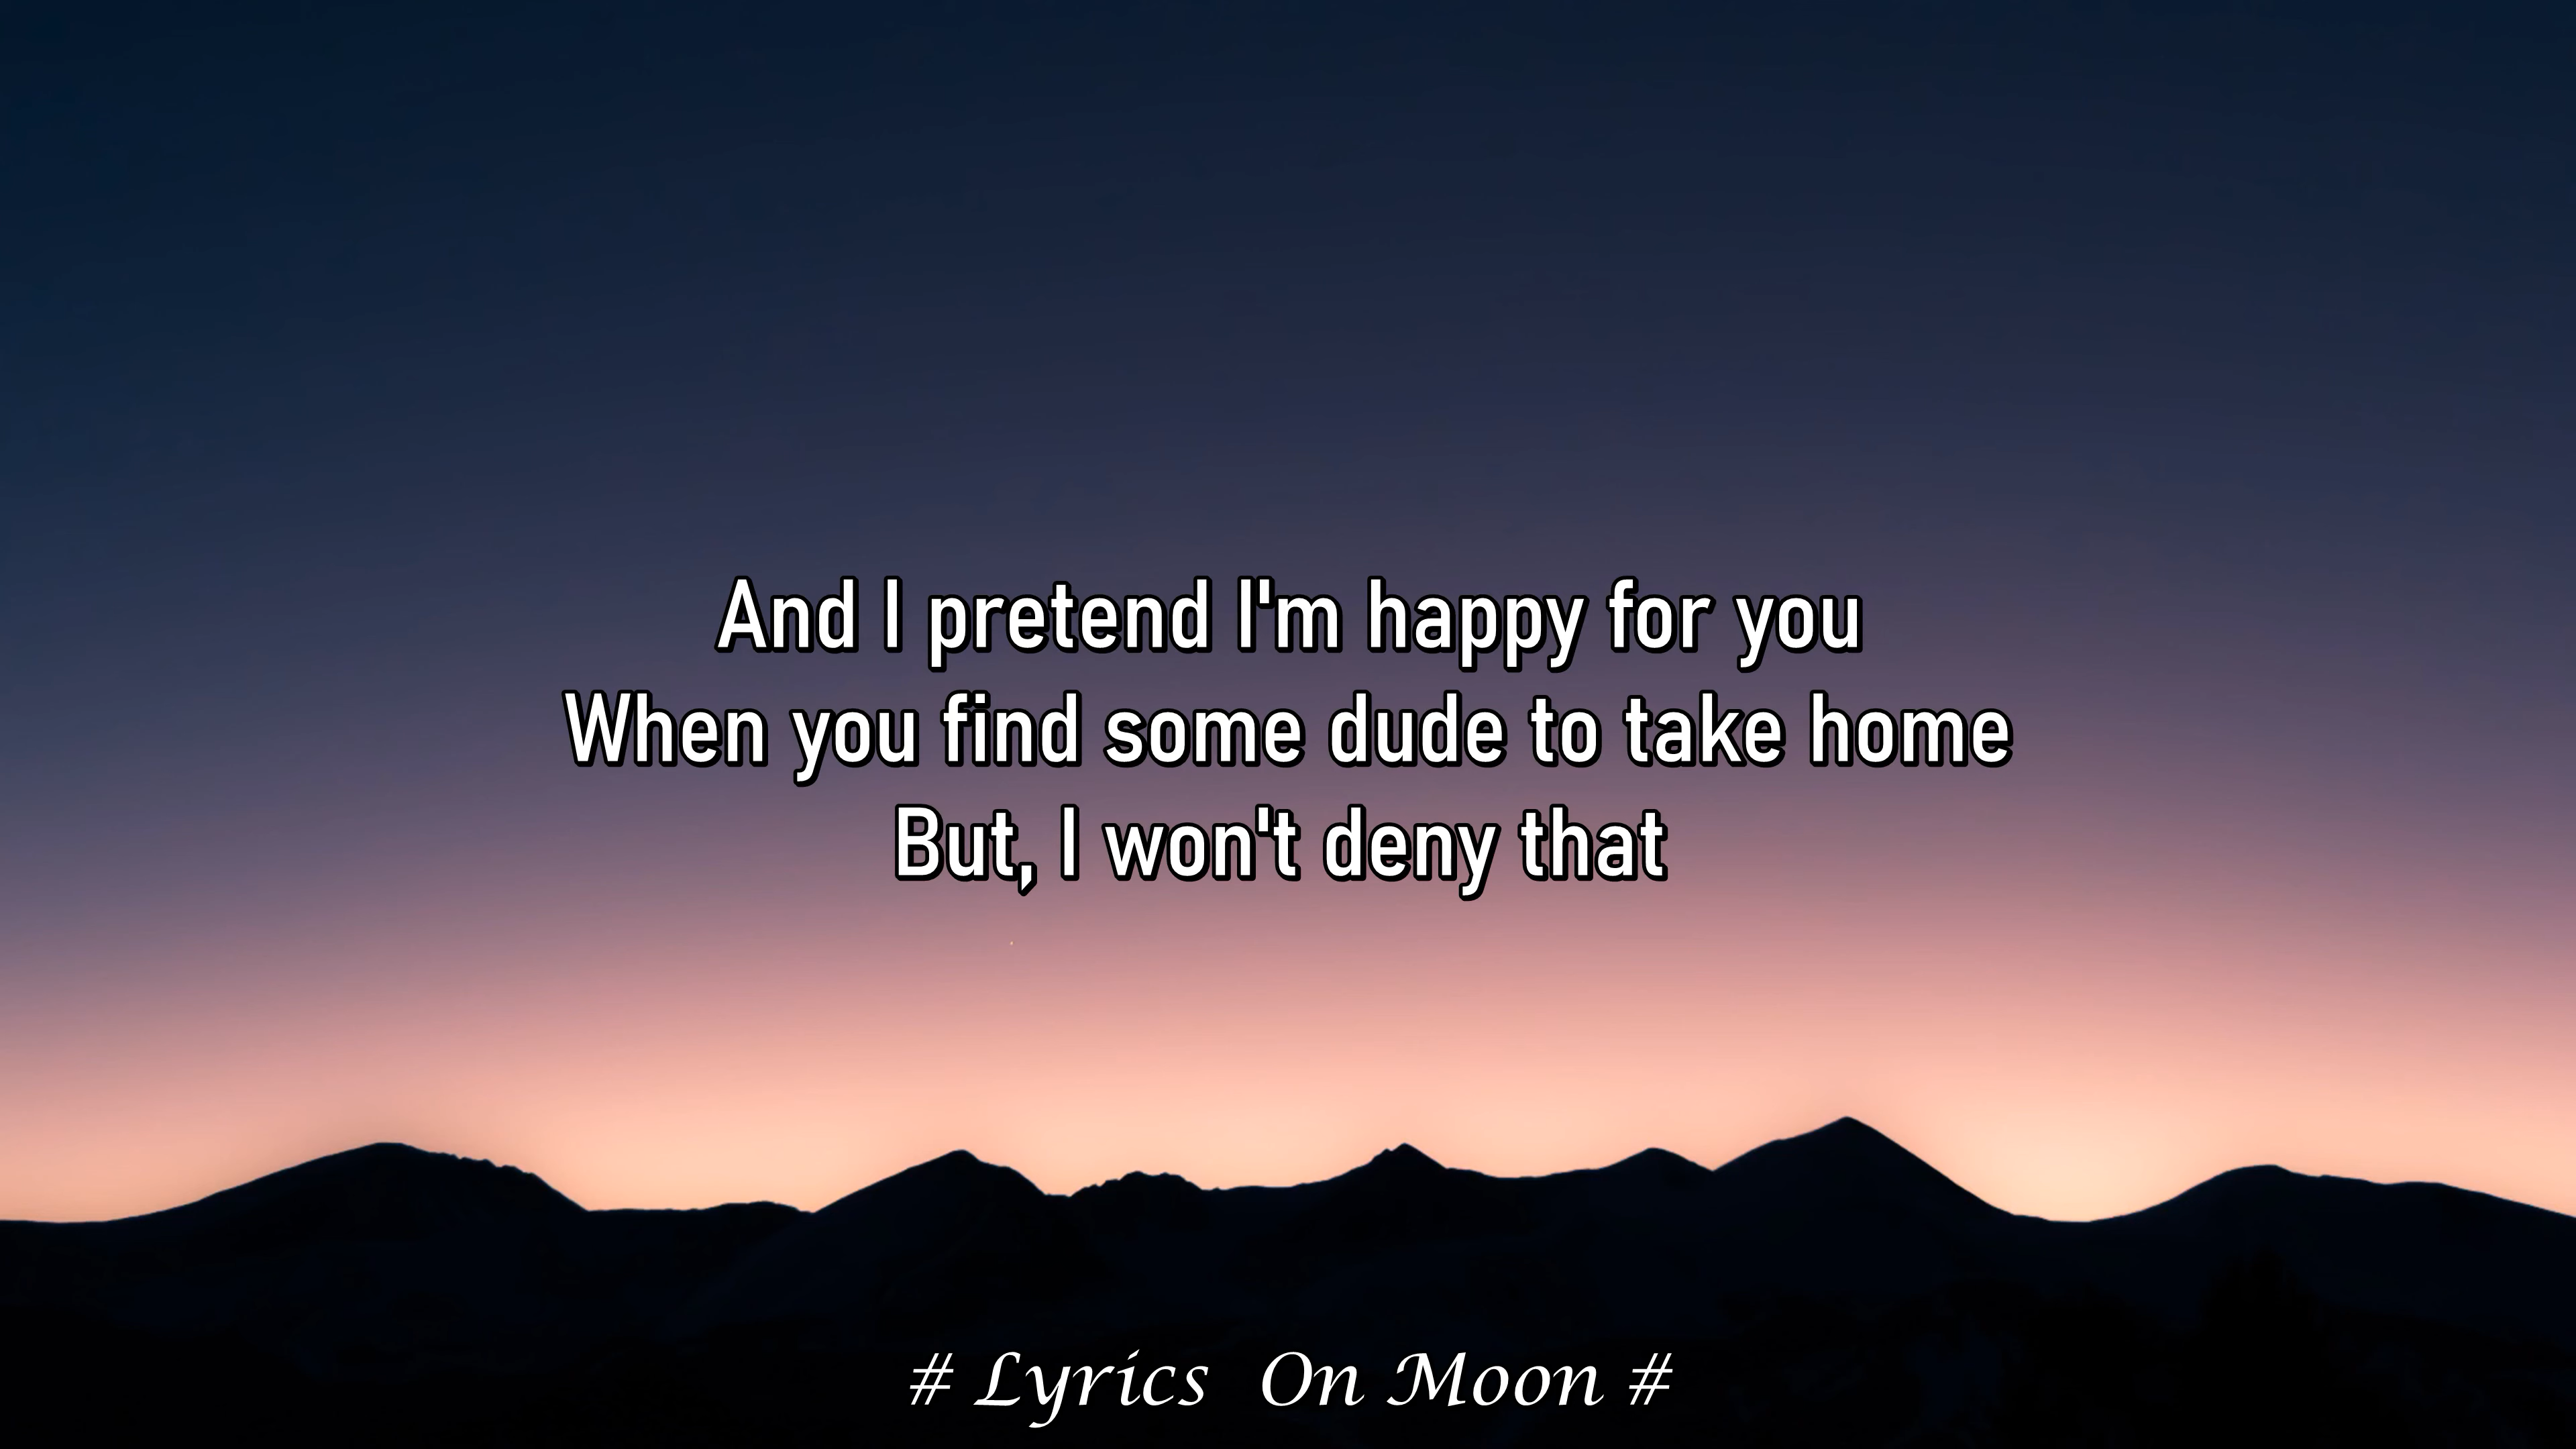 And I pretend I'm happy for you
When you find some dude to take home
But, I won't deny that
# Lyrics On Moon #